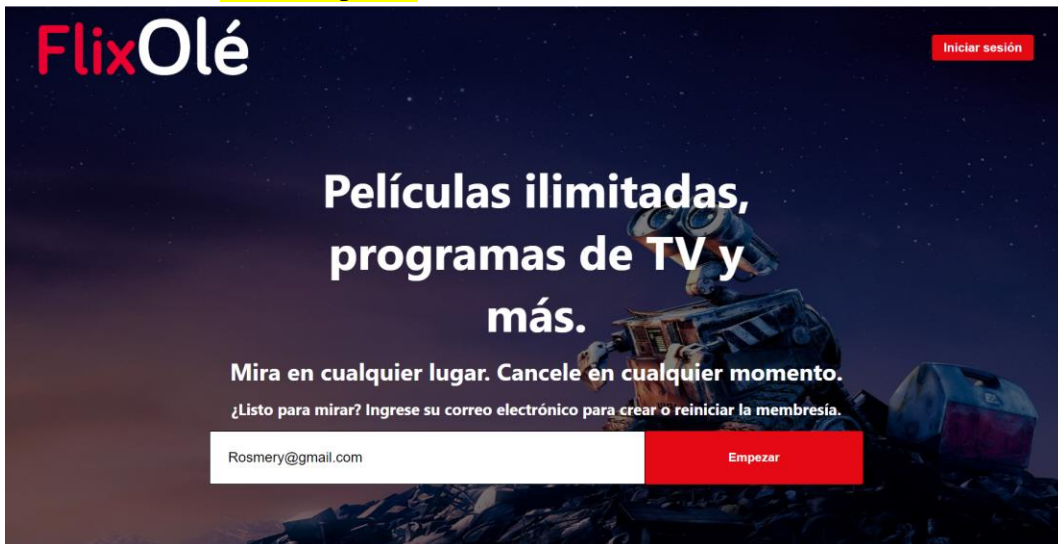 FlixOlé
Iniciar sesión
Películas ilimitadas,
programas de TV y
más.
Mira en cualquier lugar. Cancele en cualquier momento.
¿Listo para mirar? Ingrese su correo electrónico para crear o reiniciar la membresía.
Rosmery@gmail.com
Empezar